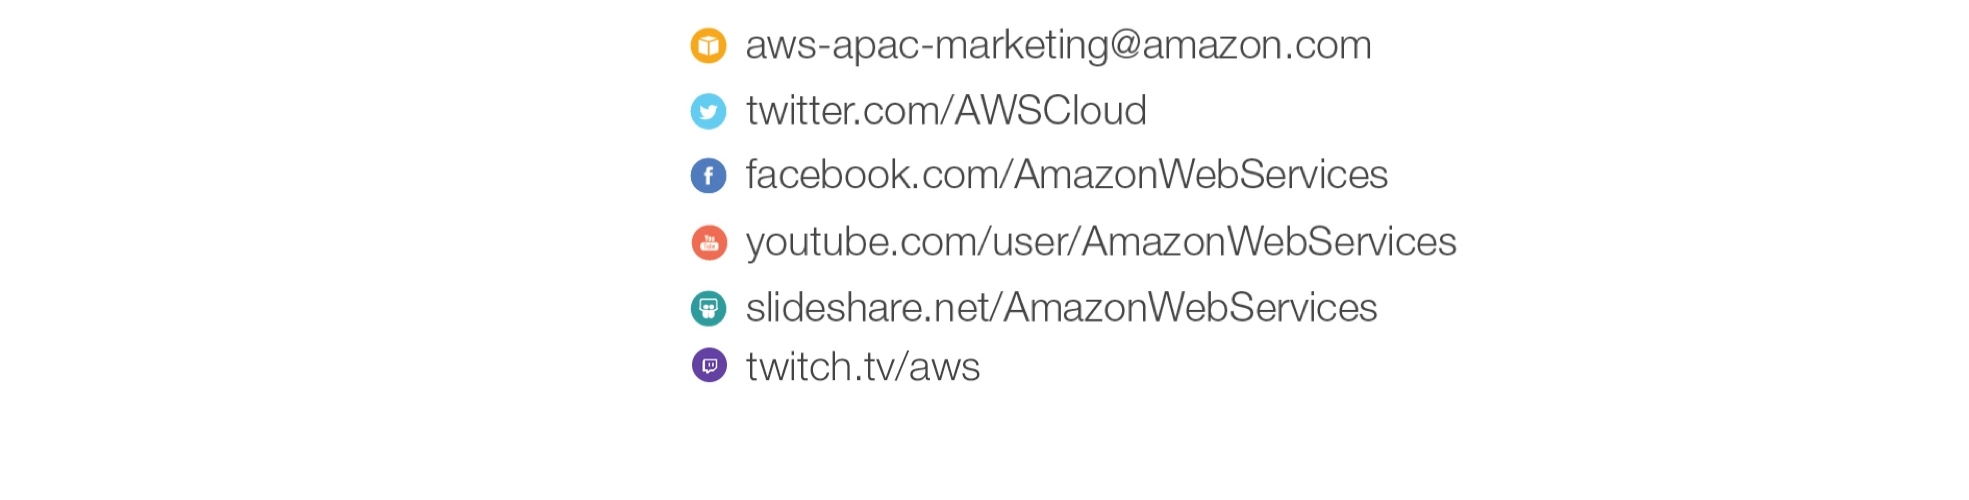 aws-apac-marketing@amazon.com
twitter.com/AWSCloud
facebook.com/AmazonWebServices
youtube.com/user/AmazonWebServices
slideshare.net/AmazonWebServices
twitch.tv/aws